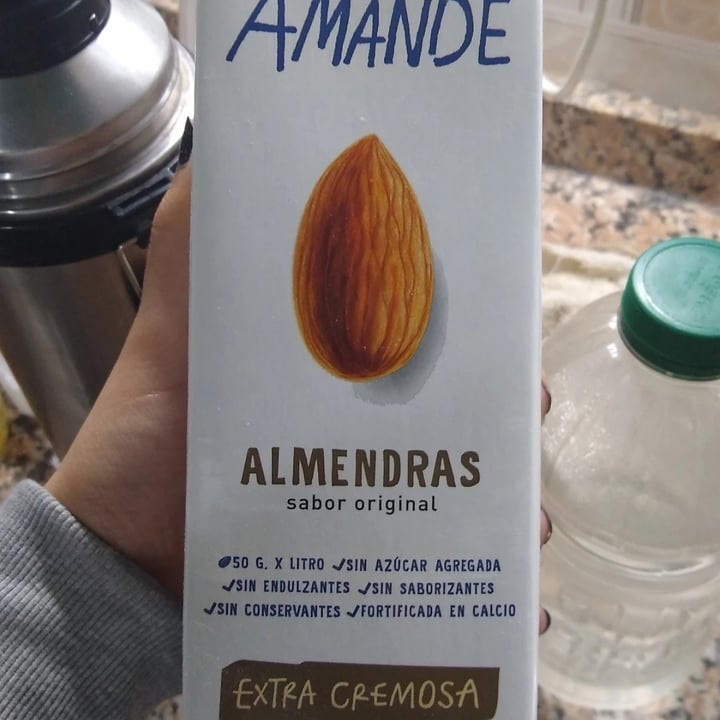 AMANDE
ALMENDRAS
sabor original
50 G. X LITRO ✓SIN AZÚCAR AGREGADA
✓SIN ENDULZANTES ✓SIN SABORIZANTES
✓SIN CONSERVANTES ✓FORTIFICADA EN CALCIO
EXTRA CREMOSA